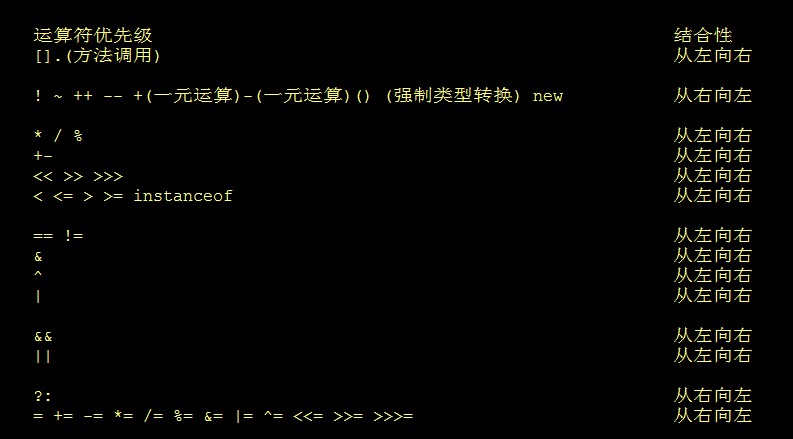 运算符优先级 结合性
[].(方法调用) 从左向右
! ~ ++ -- +(一元运算)-(一元运算)() (强制类型转换) new 从右向左
* / % 从左向右
+- 从左向右
<< >> >>> 从左向右
< <= > >= instanceof 从左向右
== != 从左向右
& 从左向右
^ 从左向右
| 从左向右
&& 从左向右
|| 从左向右
?: 从右向左
= += -= *= /= %= &= |= ^= <<= >>= >>>= 从右向左